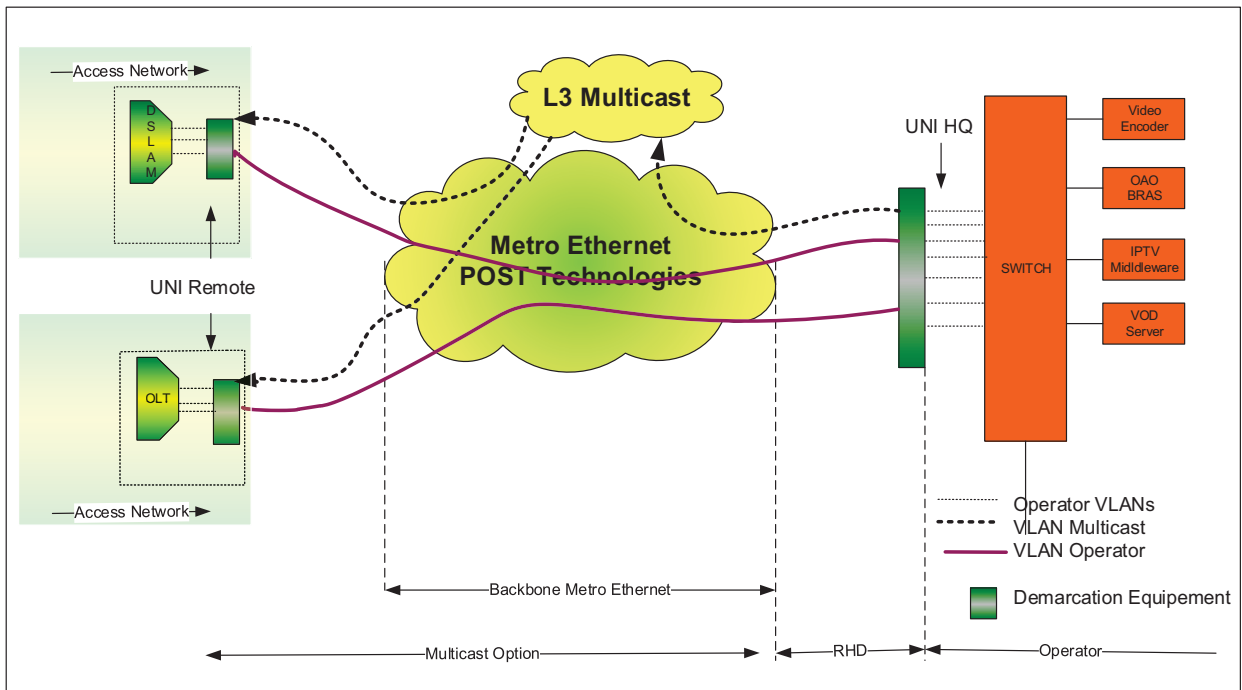 Access Network
DSLAM
UNI Remote
OLT
Access Network
L3 Multicast
Metro Ethernet
POST Technologies
UNI HQ
SWITCH
Video
Encoder
OAO
BRAS
IPTV
MidIdleware
VOD
Server
Operator VLANs
VLAN Multicast
VLAN Operator
Demarcation Equipement
Backbone Metro Ethernet
Multicast Option
RHD
Operator